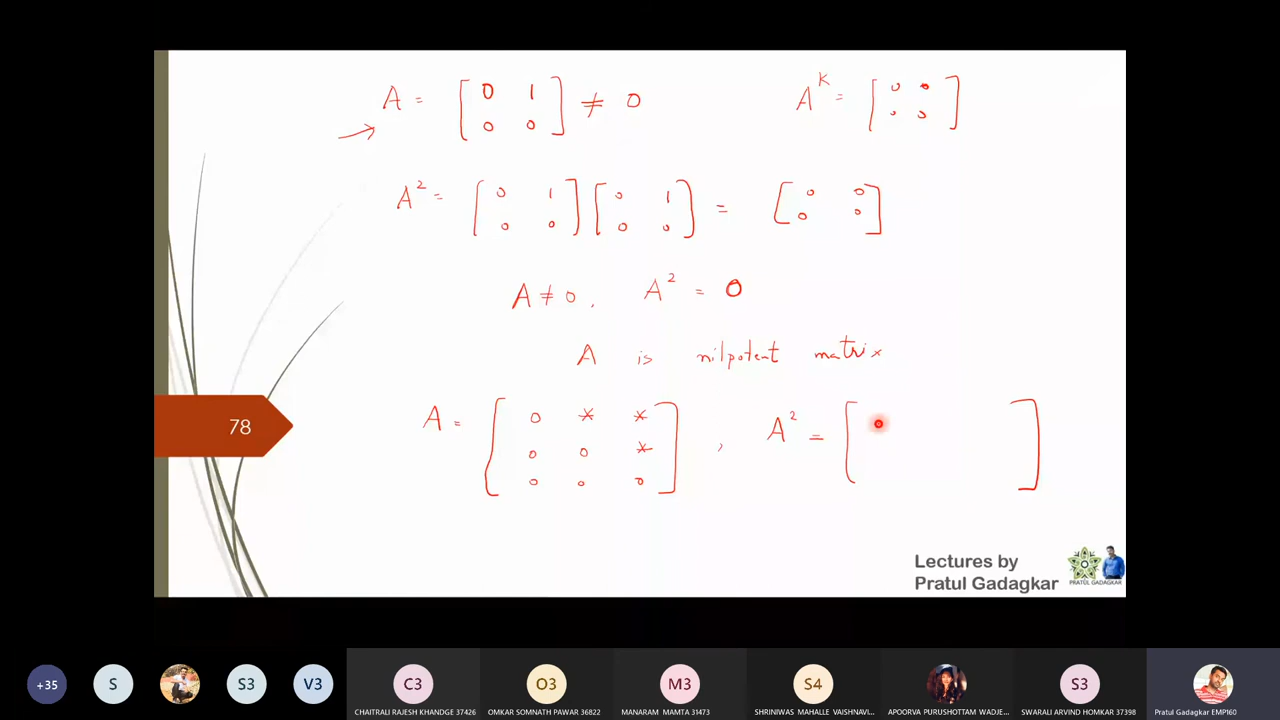 A = [ 0 1 ; 0 0 ] ≠ 0
A^K = [ 0 0 ; 0 0 ]
A^2 = [ 0 1 ; 0 0 ] [ 0 1 ; 0 0 ] = [ 0 0 ; 0 0 ]
A ≠ 0 , A^2 = 0
A is nilpotent matrix
78
A = [ 0 * * ; 0 0 * ; 0 0 0 ] , A^2 = [ ]
Lectures by
Pratul Gadagkar
PRATUL GADAGKAR
+35 S S3 V3 C3 O3 M3 S4 S3
CHAITRALI RAJESH KHANDGE 37426 OMKAR SOMNATH PAWAR 36822 MANARAM MAMTA 31473 SHRINIWAS MAHALLE VAISHNAVI... APOORVA PURUSHOTTAM WADJE... SWARALI ARVIND HOMKAR 37398 Pratul Gadagkar EMP160